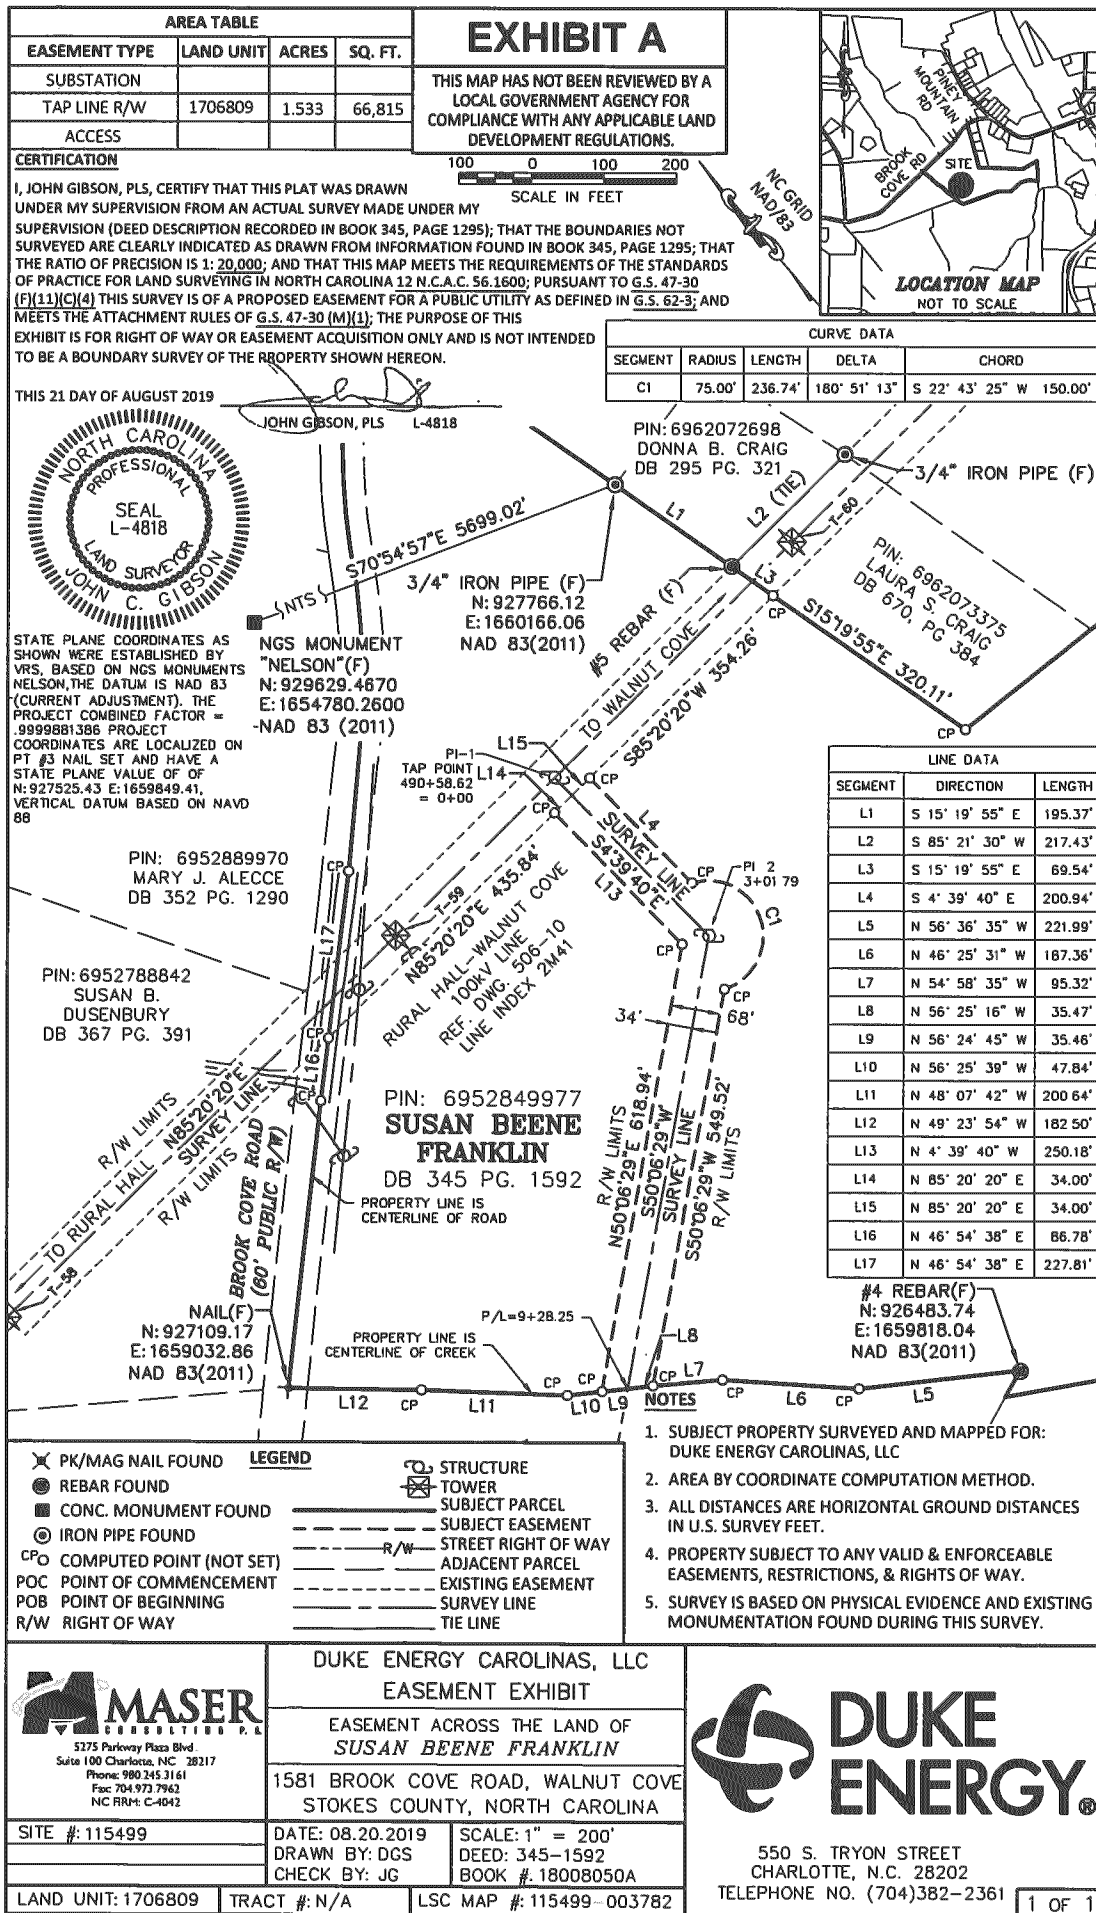 AREA TABLE
EASEMENT TYPE LAND UNIT ACRES SQ. FT.
SUBSTATION
TAP LINE R/W 1706809 1.533 66,815
ACCESS
EXHIBIT A
THIS MAP HAS NOT BEEN REVIEWED BY A
LOCAL GOVERNMENT AGENCY FOR
COMPLIANCE WITH ANY APPLICABLE LAND
DEVELOPMENT REGULATIONS.
100 0 100 200
SCALE IN FEET
NC GRID
NAD/83
PINEY
MOUNTAIN
RD
BROOK
COVE RD
SITE
LOCATION MAP
NOT TO SCALE
CERTIFICATION
I, JOHN GIBSON, PLS, CERTIFY THAT THIS PLAT WAS DRAWN
UNDER MY SUPERVISION FROM AN ACTUAL SURVEY MADE UNDER MY
SUPERVISION (DEED DESCRIPTION RECORDED IN BOOK 345, PAGE 1295); THAT THE BOUNDARIES NOT
SURVEYED ARE CLEARLY INDICATED AS DRAWN FROM INFORMATION FOUND IN BOOK 345, PAGE 1295; THAT
THE RATIO OF PRECISION IS 1: 20,000; AND THAT THIS MAP MEETS THE REQUIREMENTS OF THE STANDARDS
OF PRACTICE FOR LAND SURVEYING IN NORTH CAROLINA 12 N.C.A.C. 56.1600; PURSUANT TO G.S. 47-30
(F)(11)(C)(4) THIS SURVEY IS OF A PROPOSED EASEMENT FOR A PUBLIC UTILITY AS DEFINED IN G.S. 62-3; AND
MEETS THE ATTACHMENT RULES OF G.S. 47-30 (M)(1); THE PURPOSE OF THIS
EXHIBIT IS FOR RIGHT OF WAY OR EASEMENT ACQUISITION ONLY AND IS NOT INTENDED
TO BE A BOUNDARY SURVEY OF THE PROPERTY SHOWN HEREON.
THIS 21 DAY OF AUGUST 2019
JOHN GIBSON, PLS L-4818
CURVE DATA
SEGMENT RADIUS LENGTH DELTA CHORD
C1 75.00' 236.74' 180° 51' 13" S 22° 43' 25" W 150.00'
NORTH CAROLINA
PROFESSIONAL
SEAL
L-4818
LAND SURVEYOR
JOHN C. GIBSON
PIN: 6962072698
DONNA B. CRAIG
DB 295 PG. 321
3/4" IRON PIPE (F)
L1
L2 (TIE)
T-60
L3
CP
S70°54'57"E 5699.02'
NTS
3/4" IRON PIPE (F)
N: 927766.12
E: 1660166.06
NAD 83(2011)
#5 REBAR (F)
PIN: 6962073375
LAURA S. CRAIG
DB 670, PG 384
S15°19'55"E 320.11'
CP
STATE PLANE COORDINATES AS
SHOWN WERE ESTABLISHED BY
VRS, BASED ON NGS MONUMENTS
NELSON,THE DATUM IS NAD 83
(CURRENT ADJUSTMENT). THE
PROJECT COMBINED FACTOR =
.9999881386 PROJECT
COORDINATES ARE LOCALIZED ON
PT #3 NAIL SET AND HAVE A
STATE PLANE VALUE OF OF
N: 927525.43 E: 1659849.41,
VERTICAL DATUM BASED ON NAVD
88
NGS MONUMENT
"NELSON"(F)
N: 929629.4670
E: 1654780.2600
-NAD 83 (2011)
TO WALNUT COVE
S85°20'20"W 354.26'
PI-1
TAP POINT
490+58.62
= 0+00
L14
L15
CP
CP
L4
SURVEY LINE
S4°39'40"E
L13
CP
PI 2
3+01 79
C1
CP
CP
PIN: 6952889970
MARY J. ALECCE
DB 352 PG. 1290
CP
L17
T-59
N85°20'20"E 435.84'
RURAL HALL-WALNUT COVE
100kV LINE
REF. DWG. 506-10
LINE INDEX 2M41
PIN: 6952788842
SUSAN B.
DUSENBURY
DB 367 PG. 391
CP
L16
CP
34'
68'
PIN: 6952849977
SUSAN BEENE
FRANKLIN
DB 345 PG. 1592
PROPERTY LINE IS
CENTERLINE OF ROAD
R/W LIMITS
N85°20'20"E
SURVEY LINE
R/W LIMITS
TO RURAL HALL
T-58
BROOK COVE ROAD
(60' PUBLIC R/W)
R/W LIMITS
N50°06'29"E 618.94'
S50°06'29"W
SURVEY LINE
S50°06'29"W 549.52'
R/W LIMITS
LINE DATA
SEGMENT DIRECTION LENGTH
L1 S 15° 19' 55" E 195.37'
L2 S 85° 21' 30" W 217.43'
L3 S 15° 19' 55" E 69.54'
L4 S 4° 39' 40" E 200.94'
L5 N 56° 36' 35" W 221.99'
L6 N 46° 25' 31" W 187.36'
L7 N 54° 58' 35" W 95.32'
L8 N 56° 25' 16" W 35.47'
L9 N 56° 24' 45" W 35.46'
L10 N 56° 25' 39" W 47.84'
L11 N 48° 07' 42" W 200 64'
L12 N 49° 23' 54" W 182 50'
L13 N 4° 39' 40" W 250.18'
L14 N 85° 20' 20" E 34.00'
L15 N 85° 20' 20" E 34.00'
L16 N 46° 54' 38" E 86.78'
L17 N 46° 54' 38" E 227.81'
NAIL(F)
N: 927109.17
E: 1659032.86
NAD 83(2011)
PROPERTY LINE IS
CENTERLINE OF CREEK
P/L=9+28.25
#4 REBAR(F)
N: 926483.74
E: 1659818.04
NAD 83(2011)
L12 CP L11 CP L10 CP L9 L8 CP L7 CP L6 CP L5
LEGEND
PK/MAG NAIL FOUND
REBAR FOUND
CONC. MONUMENT FOUND
IRON PIPE FOUND
CP COMPUTED POINT (NOT SET)
POC POINT OF COMMENCEMENT
POB POINT OF BEGINNING
R/W RIGHT OF WAY
STRUCTURE
TOWER
SUBJECT PARCEL
SUBJECT EASEMENT
R/W STREET RIGHT OF WAY
ADJACENT PARCEL
EXISTING EASEMENT
SURVEY LINE
TIE LINE
NOTES
1. SUBJECT PROPERTY SURVEYED AND MAPPED FOR:
DUKE ENERGY CAROLINAS, LLC
2. AREA BY COORDINATE COMPUTATION METHOD.
3. ALL DISTANCES ARE HORIZONTAL GROUND DISTANCES
IN U.S. SURVEY FEET.
4. PROPERTY SUBJECT TO ANY VALID & ENFORCEABLE
EASEMENTS, RESTRICTIONS, & RIGHTS OF WAY.
5. SURVEY IS BASED ON PHYSICAL EVIDENCE AND EXISTING
MONUMENTATION FOUND DURING THIS SURVEY.
MASER
CONSULTING P.A.
5275 Parkway Plaza Blvd
Suite 100 Charlotte, NC 28217
Phone: 980.245.3161
Fax: 704.973.7962
NC FIRM: C-4042
DUKE ENERGY CAROLINAS, LLC
EASEMENT EXHIBIT
EASEMENT ACROSS THE LAND OF
SUSAN BEENE FRANKLIN
1581 BROOK COVE ROAD, WALNUT COVE
STOKES COUNTY, NORTH CAROLINA
SITE #: 115499
DATE: 08.20.2019
DRAWN BY: DGS
CHECK BY: JG
SCALE: 1" = 200'
DEED: 345-1592
BOOK #: 18008050A
LAND UNIT: 1706809
TRACT #: N/A
LSC MAP #: 115499-003782
DUKE
ENERGY®
550 S. TRYON STREET
CHARLOTTE, N.C. 28202
TELEPHONE NO. (704)382-2361
1 OF 1